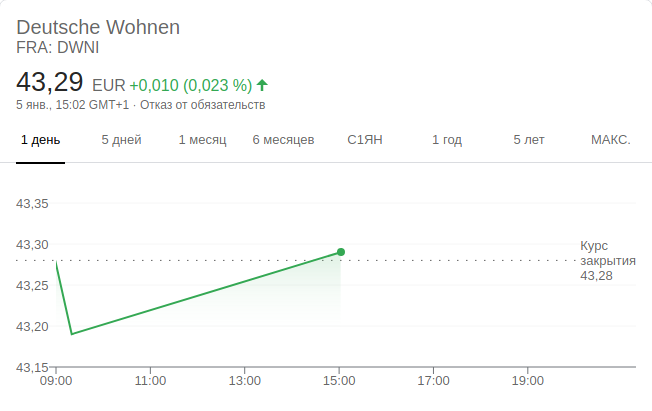 Deutsche Wohnen
FRA: DWNI
43,29 EUR +0,010 (0,023 %)
5 янв., 15:02 GMT+1 · Отказ от обязательств
1 день 5 дней 1 месяц 6 месяцев С1ЯН 1 год 5 лет МАКС.
43,35
43,30
43,25
43,20
43,15
Курс
закрытия
43,28
09:00 11:00 13:00 15:00 17:00 19:00